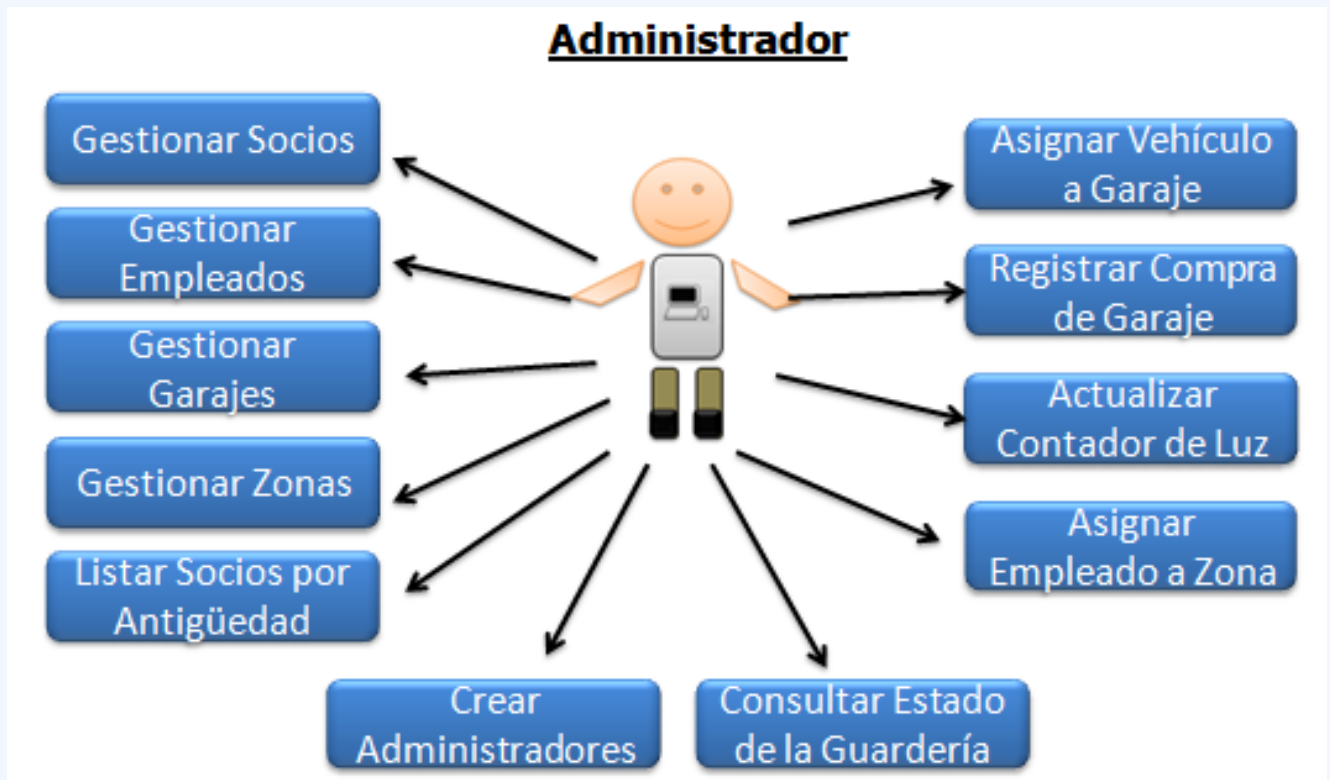 Administrador
Gestionar Socios
Gestionar
Empleados
Gestionar
Garajes
Gestionar Zonas
Listar Socios por
Antigüedad
Crear
Administradores
Consultar Estado
de la Guardería
Asignar Vehículo
a Garaje
Registrar Compra
de Garaje
Actualizar
Contador de Luz
Asignar
Empleado a Zona